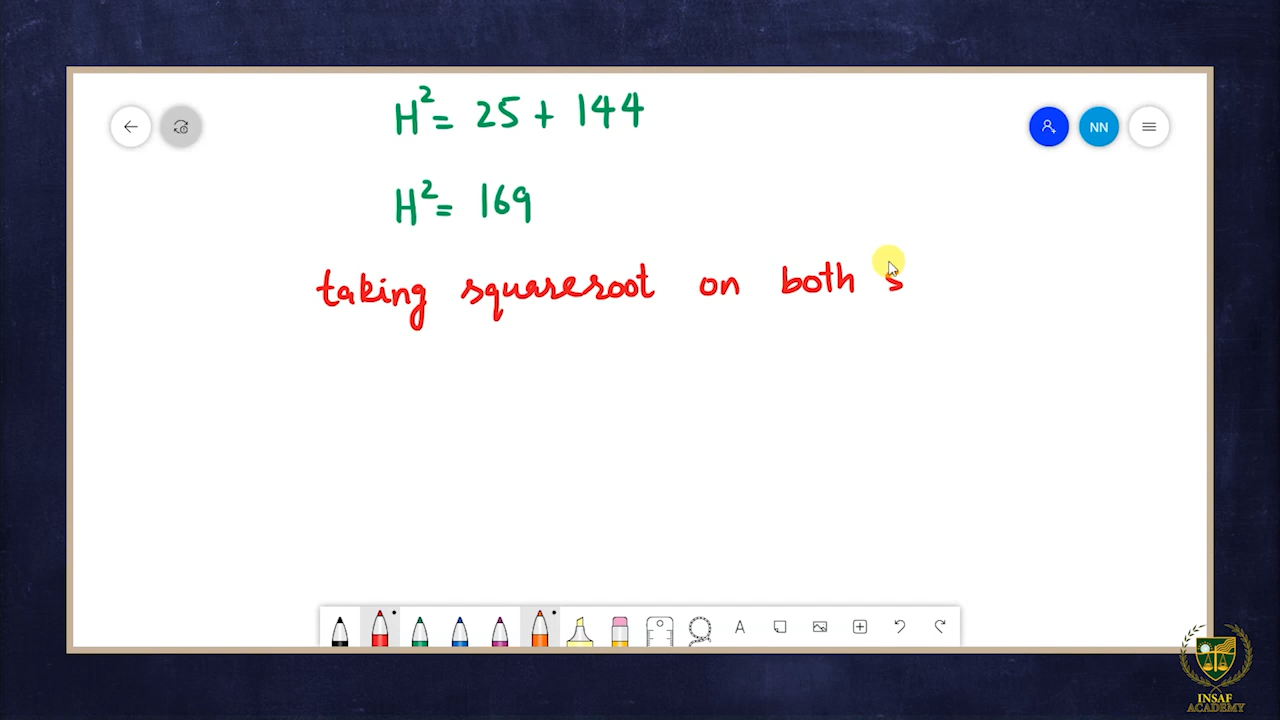 H² = 25 + 144
NN
H² = 169
taking squareroot on both s
A
INSAF
ACADEMY